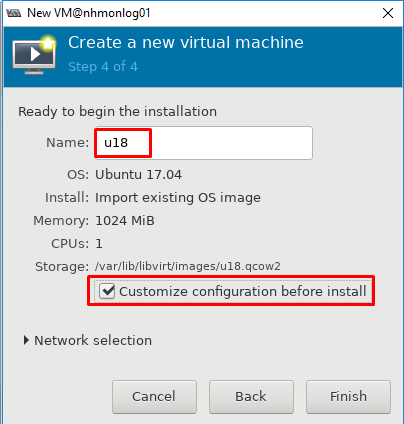 New VM@nhmonlog01
Create a new virtual machine
Step 4 of 4
Ready to begin the installation
Name: u18
OS: Ubuntu 17.04
Install: Import existing OS image
Memory: 1024 MiB
CPUs: 1
Storage: /var/lib/libvirt/images/u18.qcow2
Customize configuration before install
Network selection
Cancel Back Finish